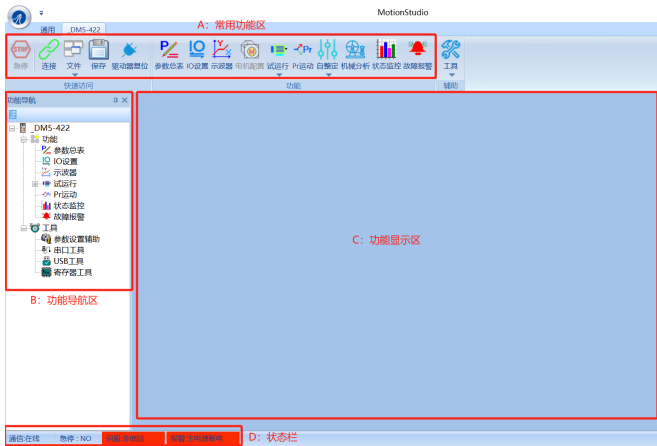 MotionStudio
通用 _DM5-422
A：常用功能区
STOP
急停 连接 文件 保存 驱动器复位 参数总表 IO设置 示波器 电机配置 试运行 Pr运动 自整定 机械分析 状态监控 故障报警 工具
快速访问 功能 辅助
功能导航
_DM5-422
功能
参数总表
IO设置
示波器
试运行
Pr运动
状态监控
故障报警
工具
参数设置辅助
串口工具
USB工具
寄存器工具
B：功能导航区
C：功能显示区
通信:在线 急停：NO
D：状态栏